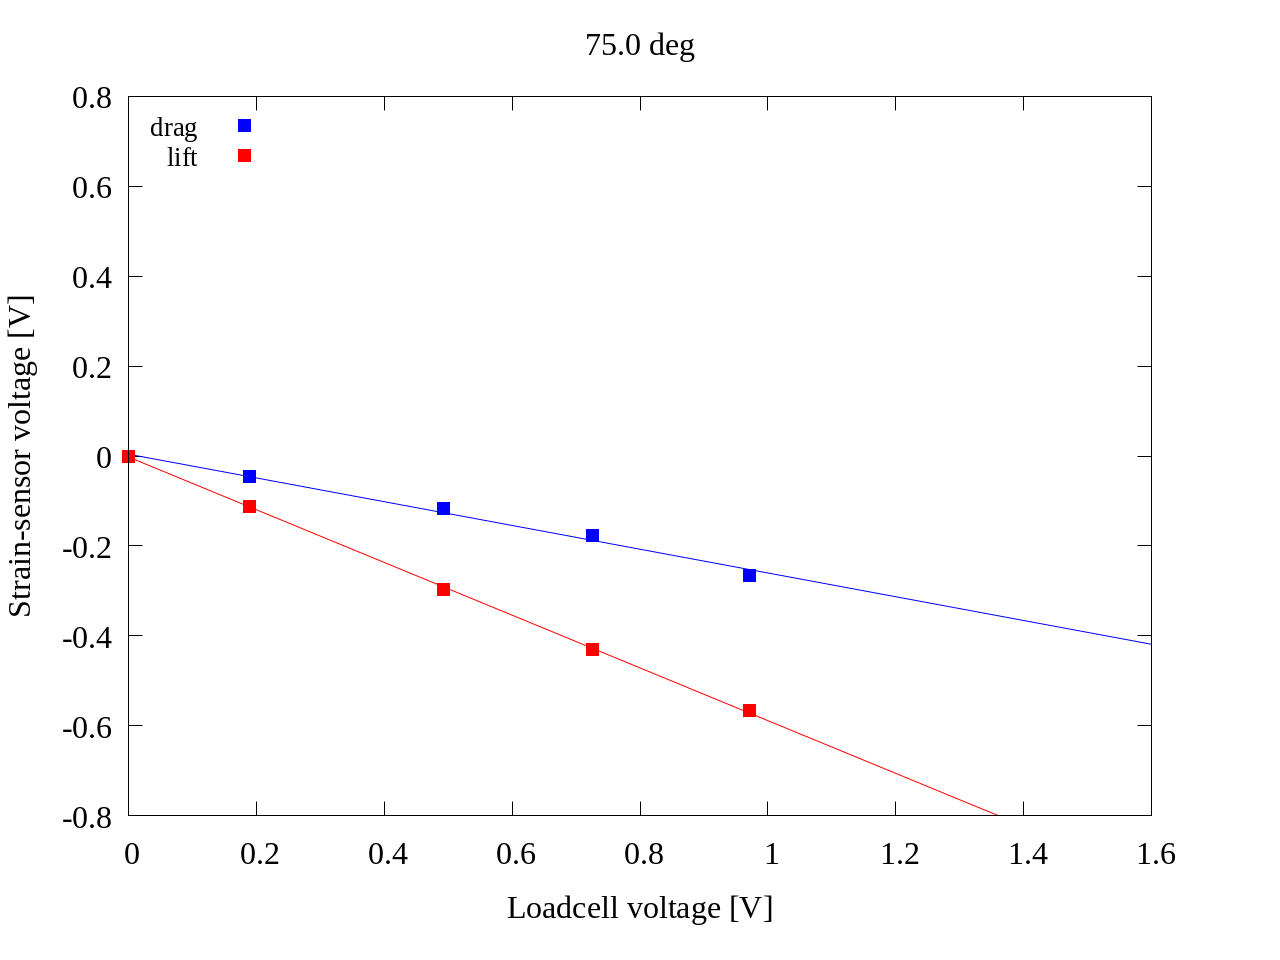 75.0 deg
drag
lift
0.8
0.6
0.4
0.2
0
-0.2
-0.4
-0.6
-0.8
Strain-sensor voltage [V]
0 0.2 0.4 0.6 0.8 1 1.2 1.4 1.6
Loadcell voltage [V]